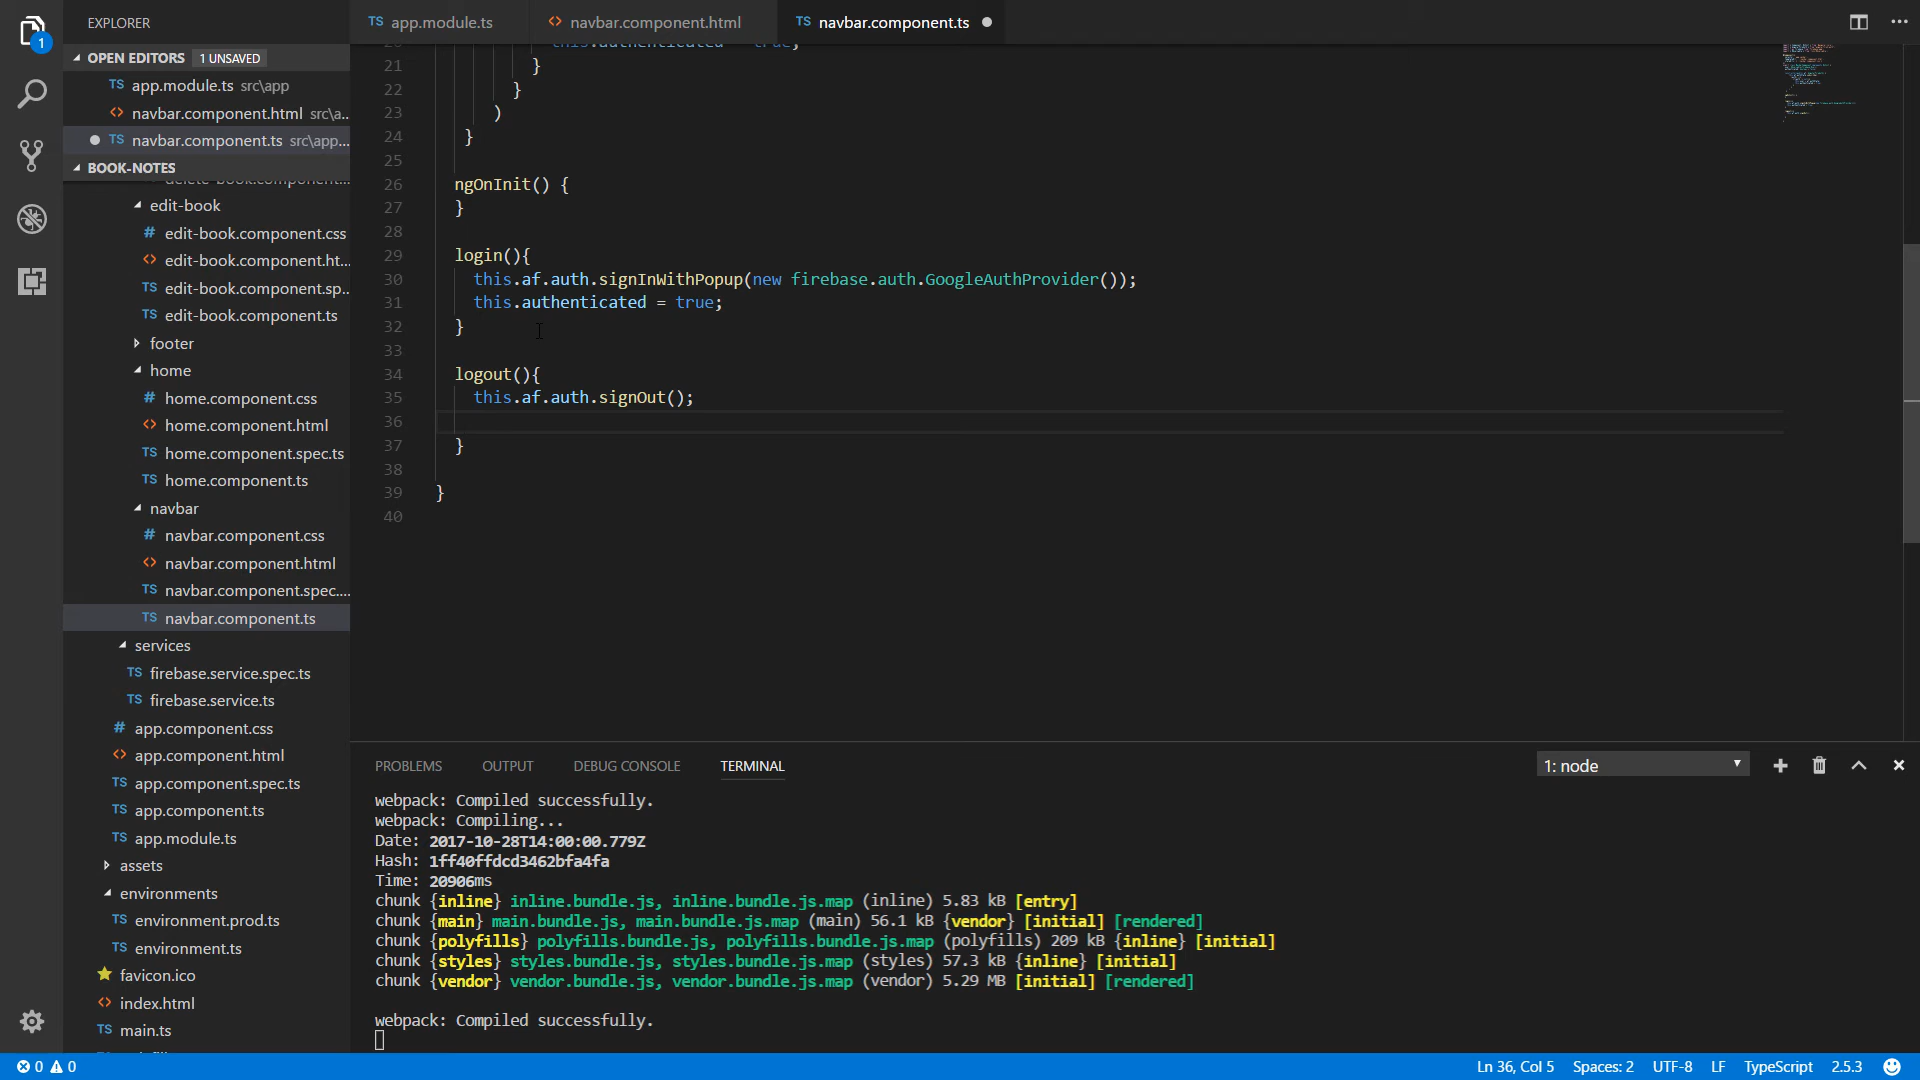 EXPLORER
1
OPEN EDITORS 1 UNSAVED
TS app.module.ts src\app
<> navbar.component.html src\a...
TS navbar.component.ts src\app...
BOOK-NOTES
delete-book.component....
edit-book
# edit-book.component.css
<> edit-book.component.ht...
TS edit-book.component.sp...
TS edit-book.component.ts
footer
home
# home.component.css
<> home.component.html
TS home.component.spec.ts
TS home.component.ts
navbar
# navbar.component.css
<> navbar.component.html
TS navbar.component.spec....
TS navbar.component.ts
services
TS firebase.service.spec.ts
TS firebase.service.ts
# app.component.css
<> app.component.html
TS app.component.spec.ts
TS app.component.ts
TS app.module.ts
assets
environments
TS environment.prod.ts
TS environment.ts
favicon.ico
<> index.html
TS main.ts
TS app.module.ts
<> navbar.component.html
TS navbar.component.ts
20 this.authenticated = true;
21 }
22 }
23 )
24 }
25
26 ngOnInit() {
27 }
28
29 login(){
30 this.af.auth.signInWithPopup(new firebase.auth.GoogleAuthProvider());
31 this.authenticated = true;
32 }
33
34 logout(){
35 this.af.auth.signOut();
36
37 }
38
39 }
40
PROBLEMS OUTPUT DEBUG CONSOLE TERMINAL 1: node
webpack: Compiled successfully.
webpack: Compiling...
Date: 2017-10-28T14:00:00.779Z
Hash: 1ff40ffdcd3462bfa4fa
Time: 20906ms
chunk {inline} inline.bundle.js, inline.bundle.js.map (inline) 5.83 kB [entry]
chunk {main} main.bundle.js, main.bundle.js.map (main) 56.1 kB {vendor} [initial] [rendered]
chunk {polyfills} polyfills.bundle.js, polyfills.bundle.js.map (polyfills) 209 kB {inline} [initial]
chunk {styles} styles.bundle.js, styles.bundle.js.map (styles) 57.3 kB {inline} [initial]
chunk {vendor} vendor.bundle.js, vendor.bundle.js.map (vendor) 5.29 MB [initial] [rendered]
webpack: Compiled successfully.
0 0 Ln 36, Col 5 Spaces: 2 UTF-8 LF TypeScript 2.5.3